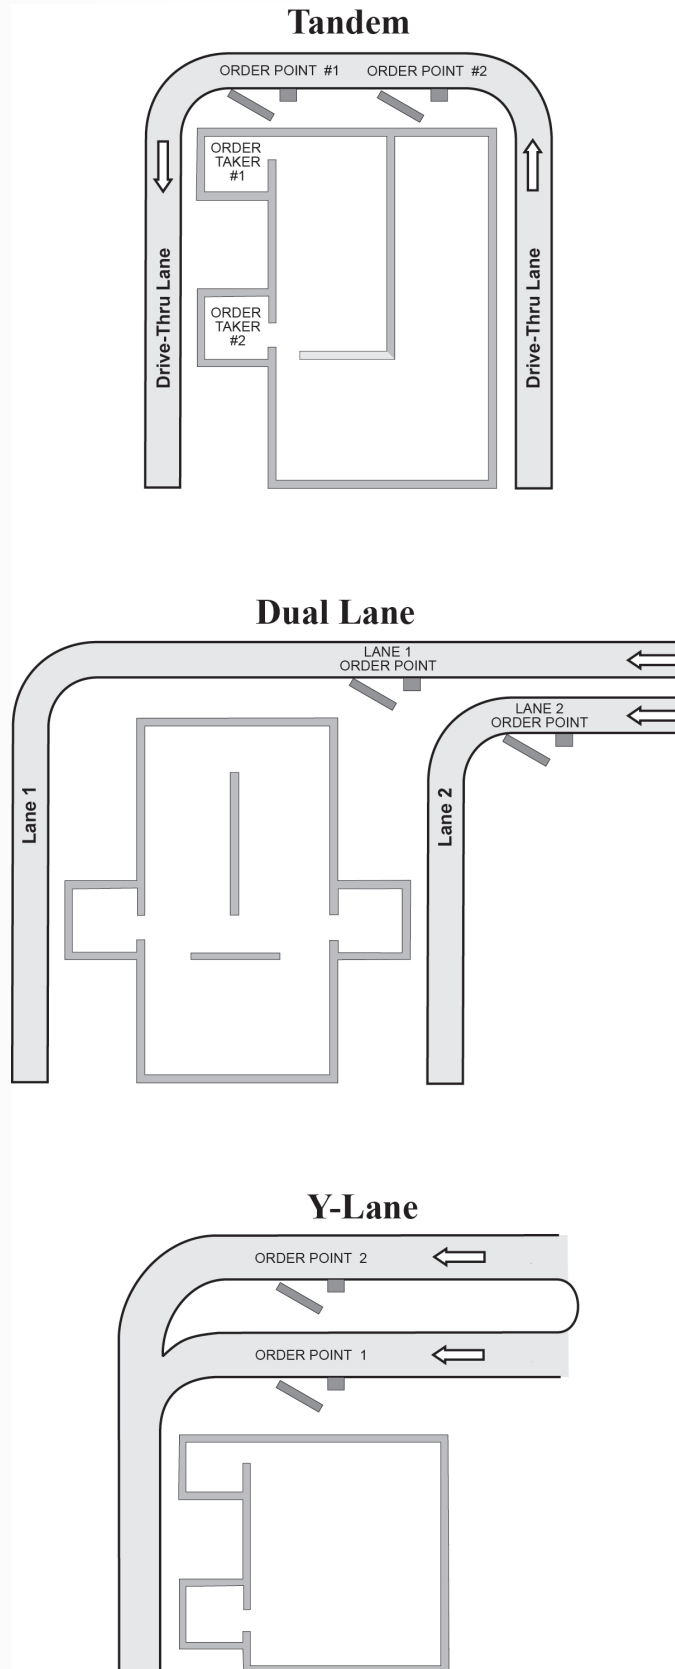 Tandem
ORDER POINT #1
ORDER POINT #2
ORDER
TAKER
#1
ORDER
TAKER
#2
Drive-Thru Lane
Drive-Thru Lane
Dual Lane
LANE 1
ORDER POINT
LANE 2
ORDER POINT
Lane 1
Lane 2
Y-Lane
ORDER POINT 2
ORDER POINT 1